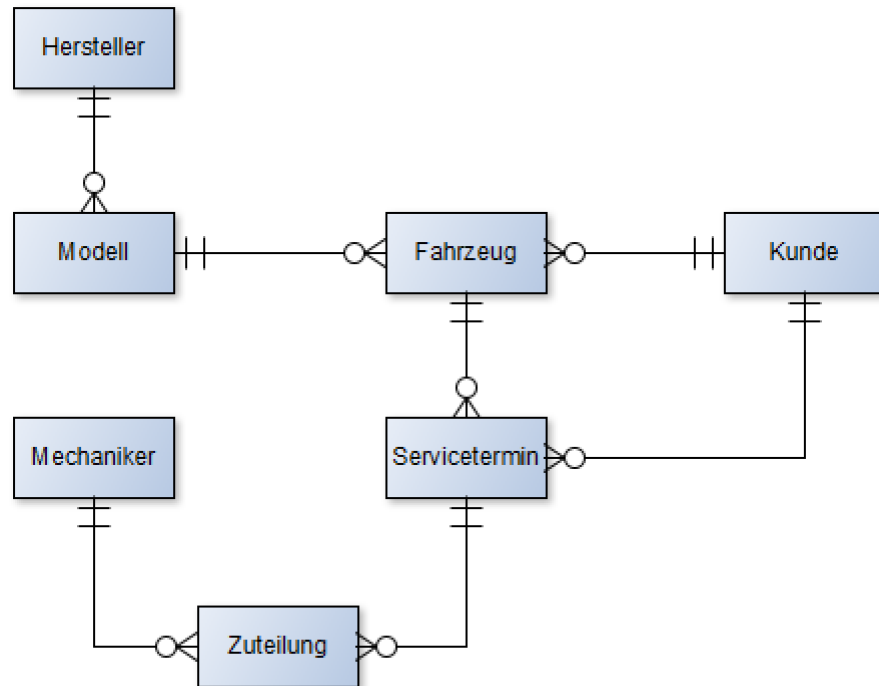 Hersteller
Modell
Fahrzeug
Kunde
Mechaniker
Servicetermin
Zuteilung